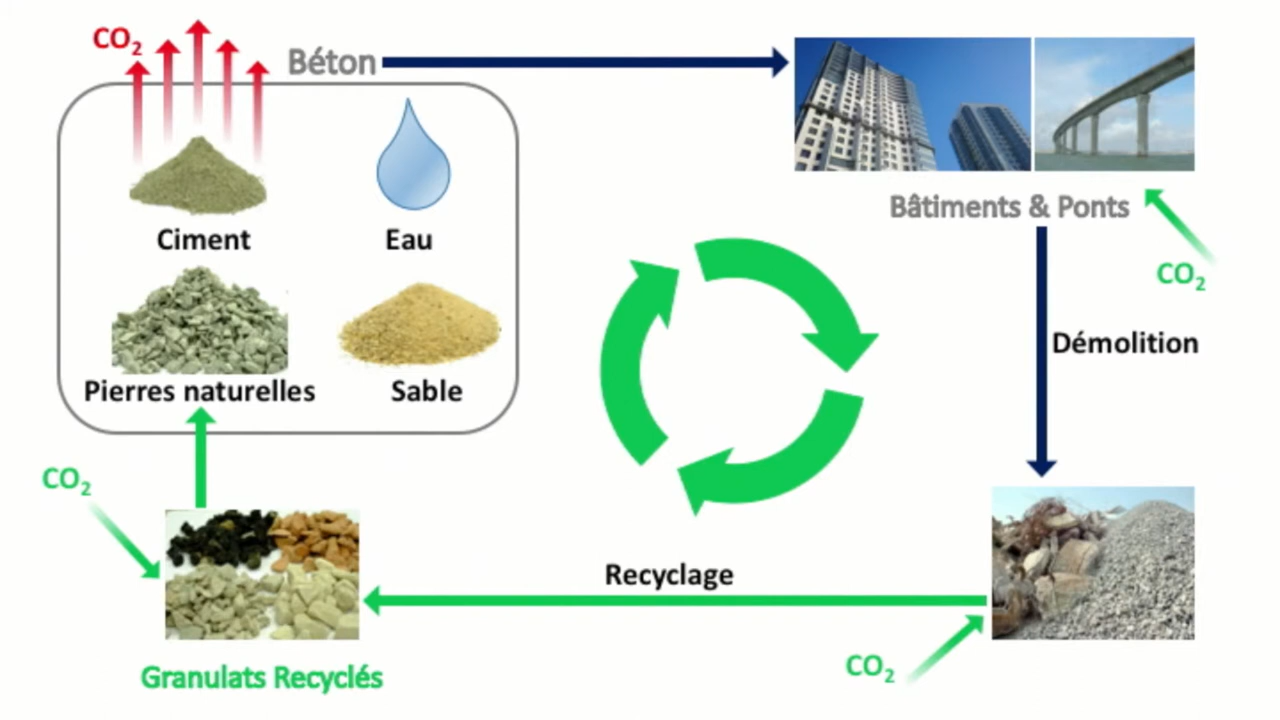 CO₂
Béton
Ciment
Eau
Pierres naturelles
Sable
Bâtiments & Ponts
CO₂
Démolition
CO₂
Recyclage
CO₂
Granulats Recyclés